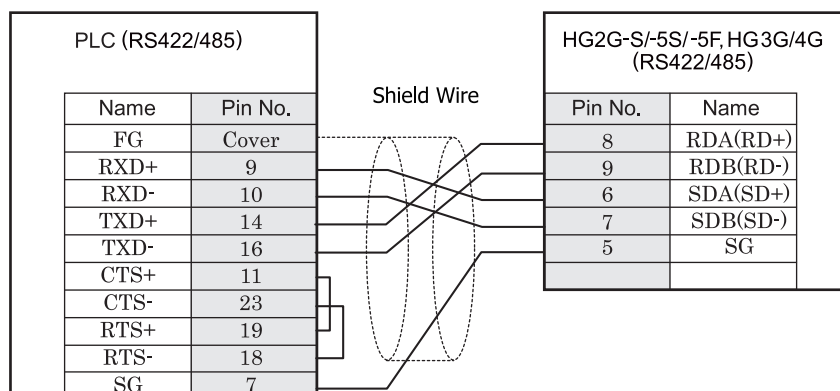 PLC (RS422/485)
Name Pin No.
FG Cover
RXD+ 9
RXD- 10
TXD+ 14
TXD- 16
CTS+ 11
CTS- 23
RTS+ 19
RTS- 18
SG 7
Shield Wire
HG2G-S/-5S/-5F, HG3G/4G
(RS422/485)
Pin No. Name
8 RDA(RD+)
9 RDB(RD-)
6 SDA(SD+)
7 SDB(SD-)
5 SG